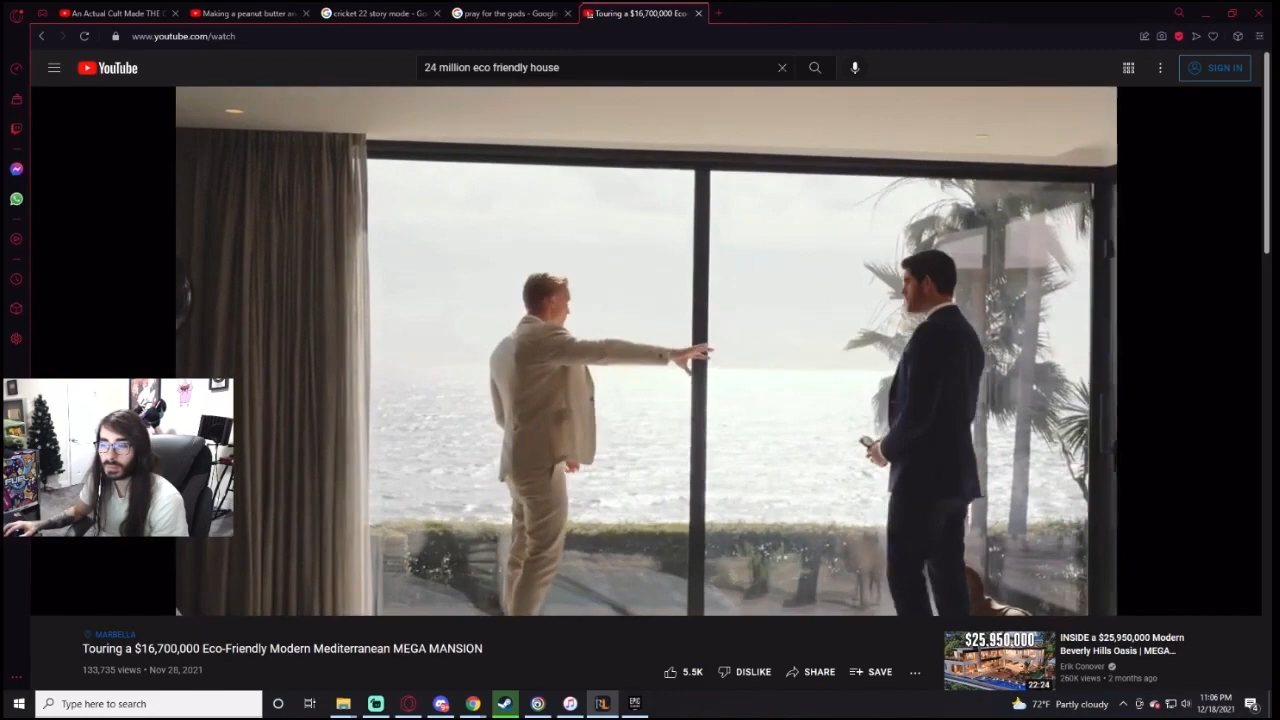 An Actual Cult Made THE C
Making a peanut butter an
cricket 22 story mode - Go
pray for the gods - Google
Touring a $16,700,000 Eco-
www.youtube.com/watch
YouTube
24 million eco friendly house
SIGN IN
MARBELLA
Touring a $16,700,000 Eco-Friendly Modern Mediterranean MEGA MANSION
133,735 views • Nov 28, 2021
5.5K
DISLIKE
SHARE
SAVE
$25,950,000
22:24
INSIDE a $25,950,000 Modern
Beverly Hills Oasis | MEGA...
Erik Conover
260K views • 2 months ago
Type here to search
72°F Partly cloudy
11:06 PM
12/18/2021